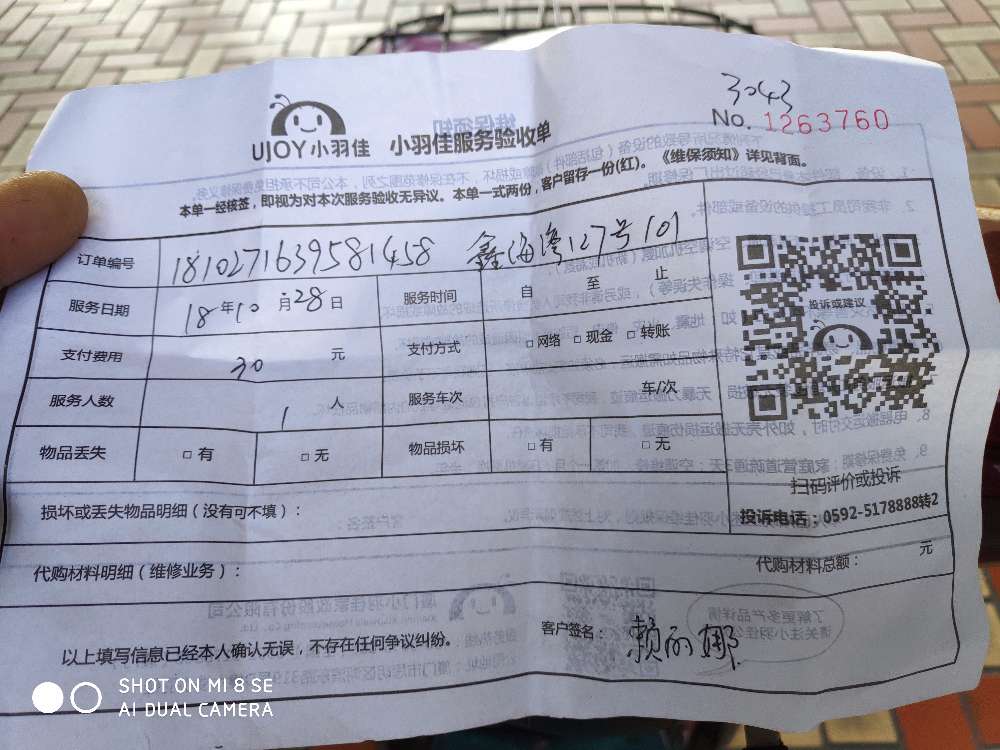 3043
No. 1263760
UJOY小羽佳 小羽佳服务验收单
本单一经核签，即视为对本次服务验收无异议。本单一式两份，客户留存一份(红)。《维保须知》详见背面。
订单编号 1810271639581458 鑫海湾127号101
服务日期 18年10月28日 服务时间 自 至 止
支付费用 30 元 支付方式 □网络 □现金 □转账
服务人数 1 人 服务车次 车/次
物品丢失 □有 □无 物品损坏 □有 □无
投诉或建议
扫码评价或投诉
投诉电话：0592-5178888转2
损坏或丢失物品明细（没有可不填）：
代购材料明细（维修业务）：
代购材料总额： 元
以上填写信息已经本人确认无误，不存在任何争议纠纷。
客户签名：赖丽娜
SHOT ON MI 8 SE
AI DUAL CAMERA